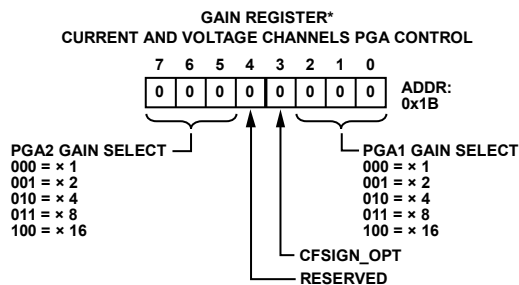 GAIN REGISTER*
CURRENT AND VOLTAGE CHANNELS PGA CONTROL
7 6 5 4 3 2 1 0
0 0 0 0 0 0 0 0
ADDR:
0x1B
PGA2 GAIN SELECT
000 = × 1
001 = × 2
010 = × 4
011 = × 8
100 = × 16
PGA1 GAIN SELECT
000 = × 1
001 = × 2
010 = × 4
011 = × 8
100 = × 16
CFSIGN_OPT
RESERVED